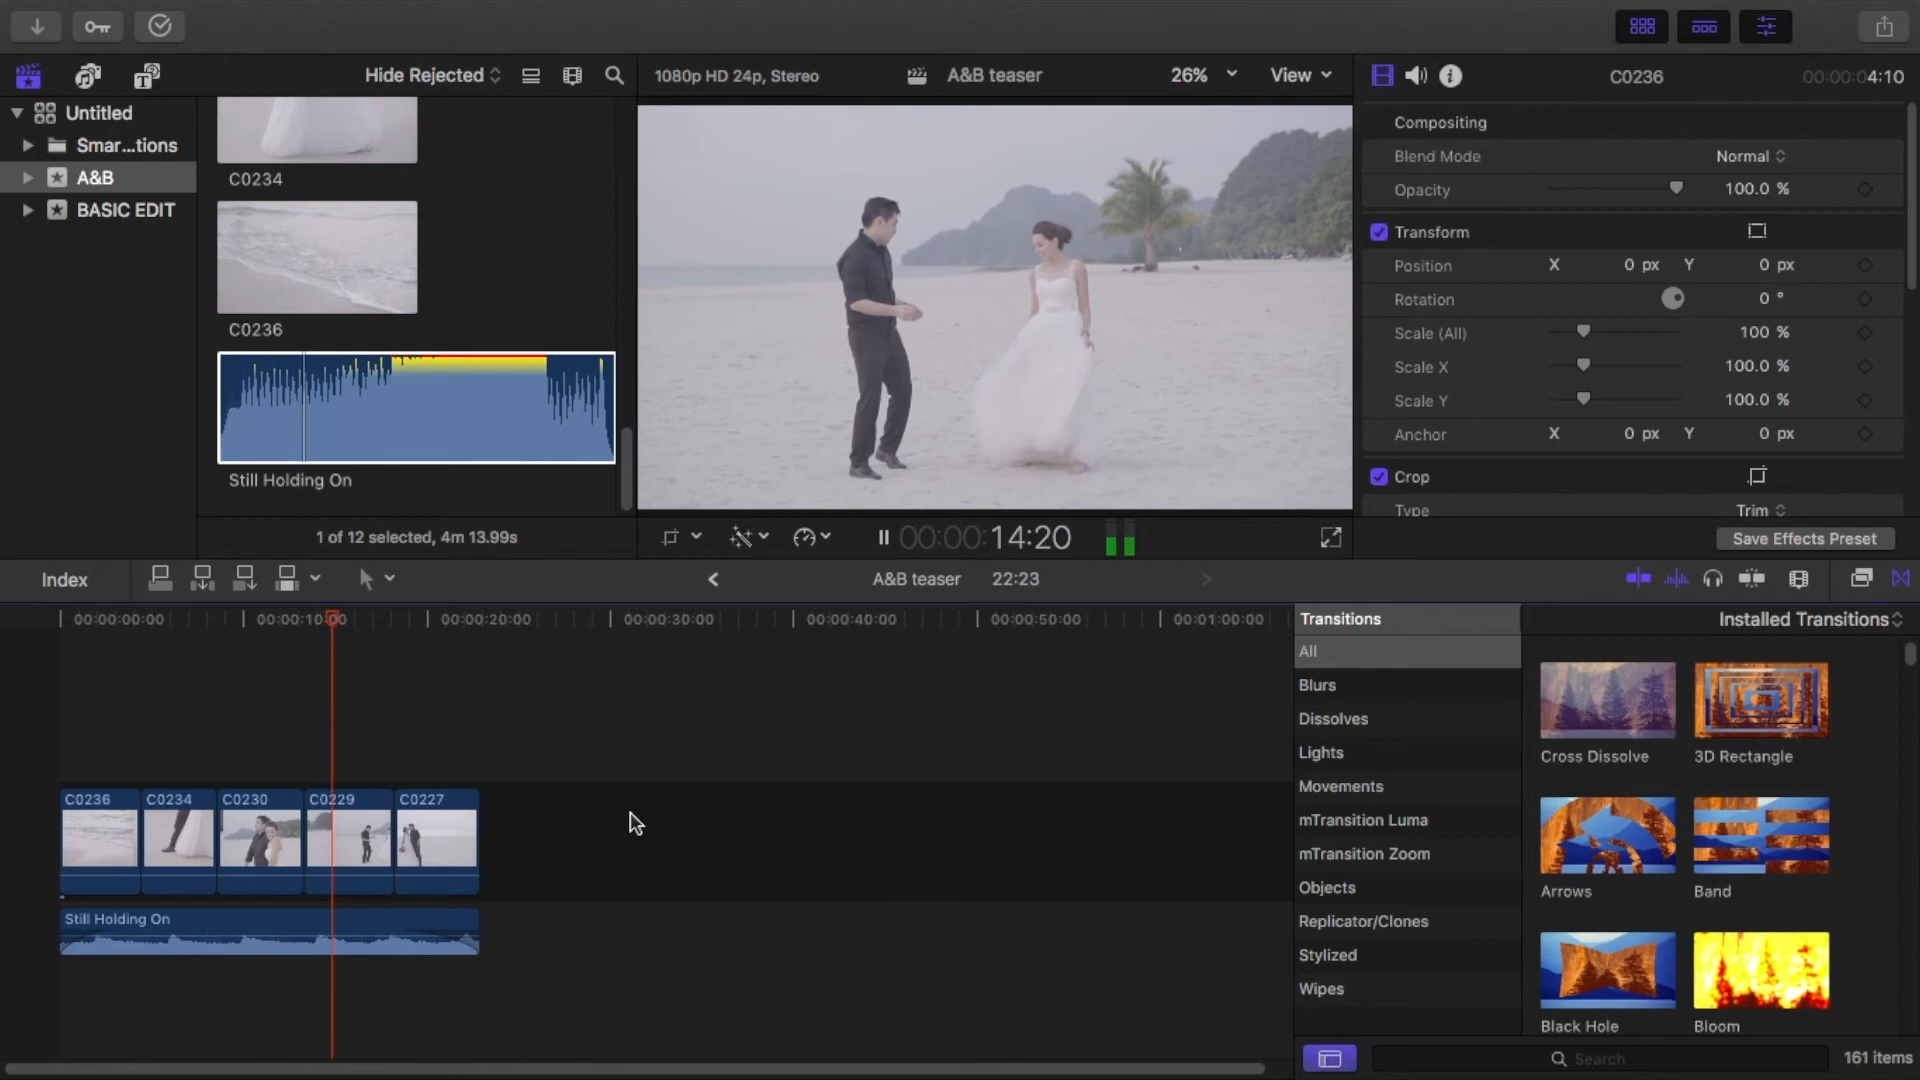 Hide Rejected
1080p HD 24p, Stereo
A&B teaser
26%
View
C0236
00:00:04:10
Untitled
Smar...tions
A&B
BASIC EDIT
C0234
C0236
Still Holding On
1 of 12 selected, 4m 13.99s
Compositing
Blend Mode
Normal
Opacity
100.0 %
Transform
Position
X
0 px
Y
0 px
Rotation
0 °
Scale (All)
100 %
Scale X
100.0 %
Scale Y
100.0 %
Anchor
X
0 px
Y
0 px
Crop
Type
Trim
Save Effects Preset
00:00:14:20
Index
A&B teaser
22:23
00:00:00:00
00:00:10:00
00:00:20:00
00:00:30:00
00:00:40:00
00:00:50:00
00:01:00:00
C0236
C0234
C0230
C0229
C0227
Still Holding On
Transitions
Installed Transitions
All
Blurs
Dissolves
Lights
Movements
mTransition Luma
mTransition Zoom
Objects
Replicator/Clones
Stylized
Wipes
Cross Dissolve
3D Rectangle
Arrows
Band
Black Hole
Bloom
Search
161 items